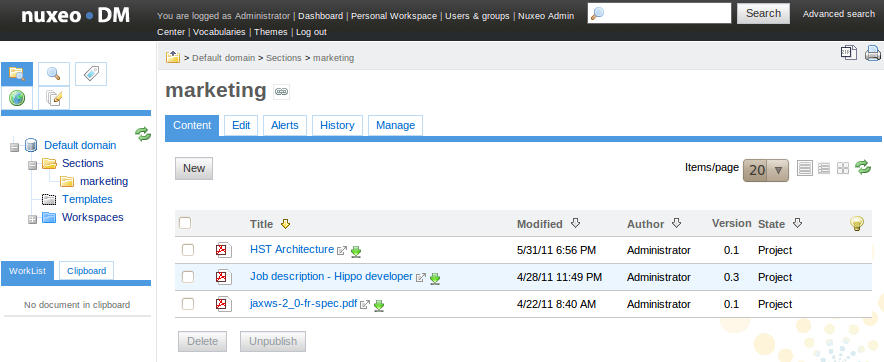 nuxeo DM
You are logged as Administrator | Dashboard | Personal Workspace | Users & groups | Nuxeo Admin
Center | Vocabularies | Themes | Log out
Search
Advanced search
> Default domain > Sections > marketing
marketing
Content
Edit
Alerts
History
Manage
Default domain
Sections
marketing
Templates
Workspaces
WorkList
Clipboard
No document in clipboard
New
Items/page
20
Title
Modified
Author
Version
State
HST Architecture
5/31/11 6:56 PM
Administrator
0.1
Project
Job description - Hippo developer
4/28/11 11:49 PM
Administrator
0.3
Project
jaxws-2_0-fr-spec.pdf
4/22/11 8:40 AM
Administrator
0.1
Project
Delete
Unpublish